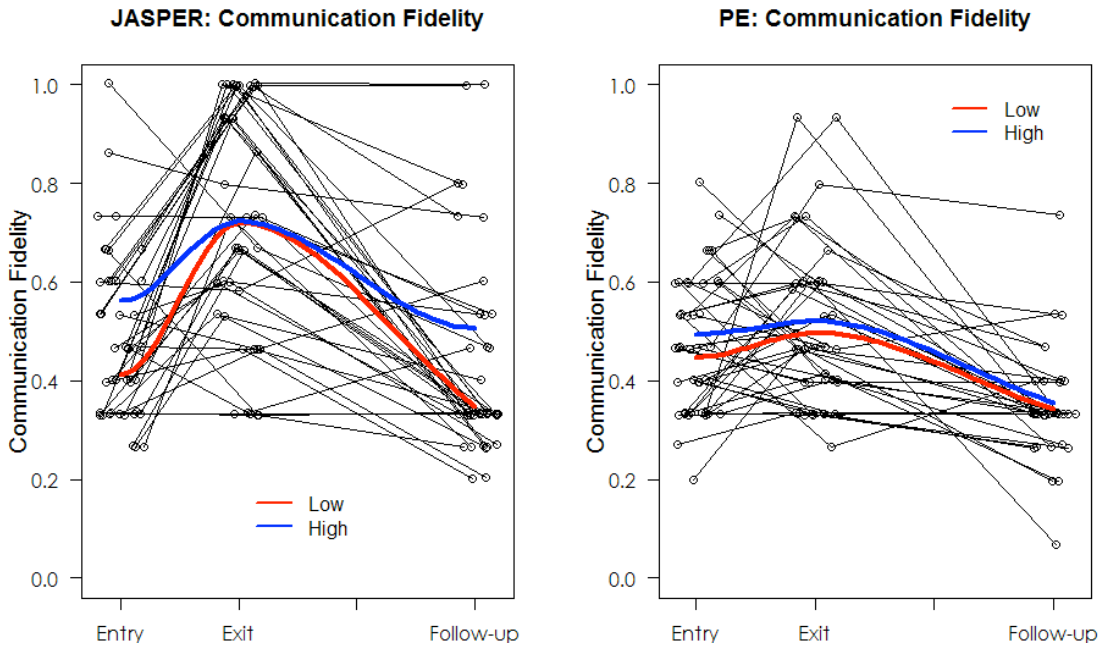 JASPER: Communication Fidelity
Communication Fidelity
1.0
0.8
0.6
0.4
0.2
0.0
Low
High
Entry
Exit
Follow-up
PE: Communication Fidelity
Communication Fidelity
1.0
0.8
0.6
0.4
0.2
0.0
Low
High
Entry
Exit
Follow-up